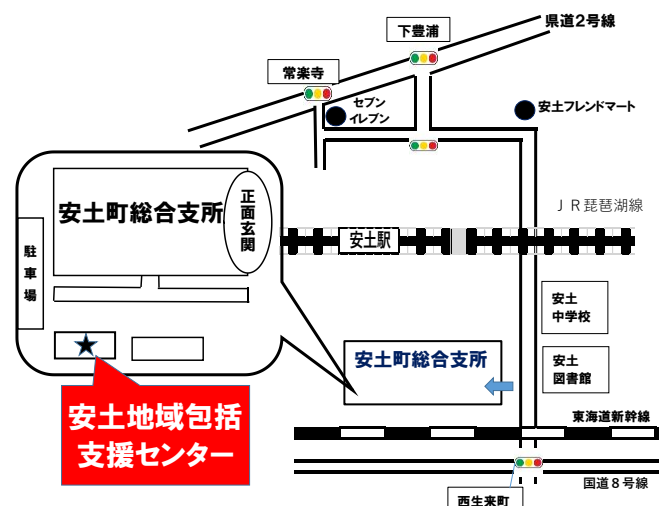 県道2号線
下豊浦
常楽寺
セブン
イレブン
安土フレンドマート
安土町総合支所
正面玄関
駐車場
ＪＲ琵琶湖線
安土駅
安土
中学校
安土町総合支所
安土
図書館
安土地域包括
支援センター
東海道新幹線
国道８号線
西生来町